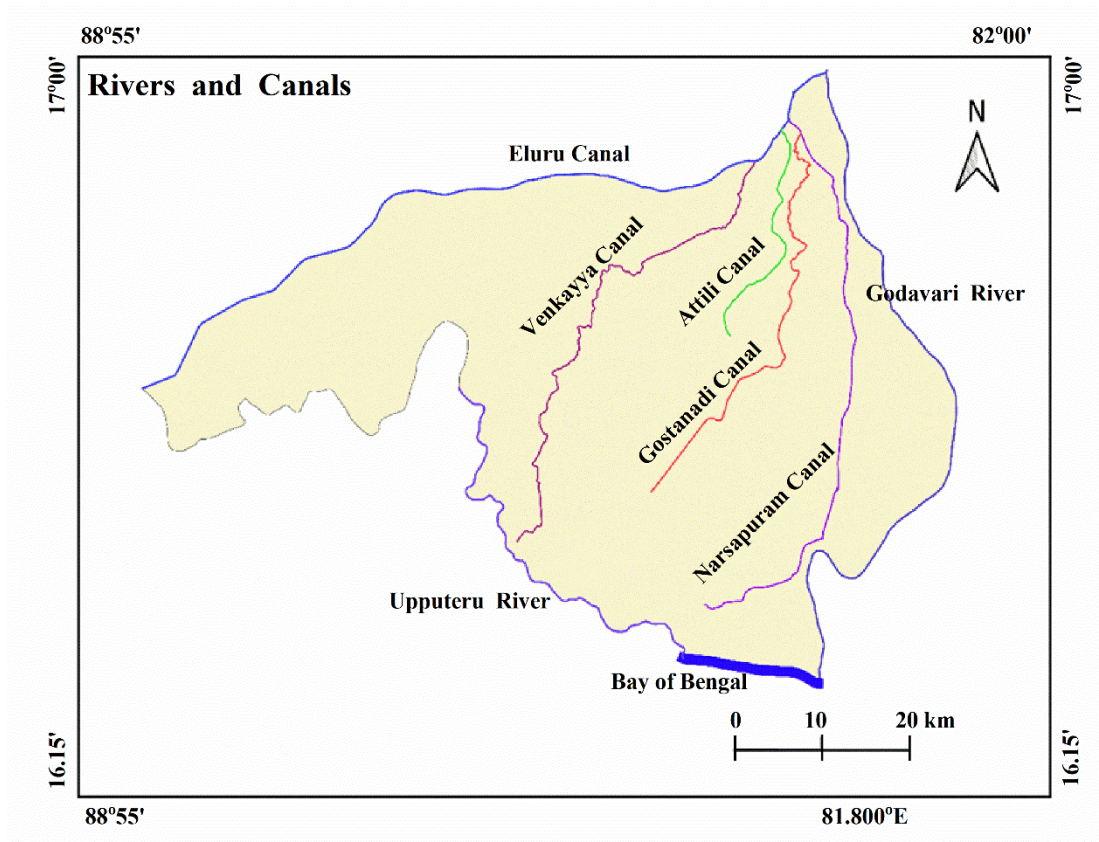 88º55'
82º00'
17º00'
17º00'
Rivers and Canals
N
Eluru Canal
Venkayya Canal
Attili Canal
Godavari River
Gostanadi Canal
Narsapuram Canal
Upputeru River
Bay of Bengal
0 10 20 km
16.15'
16.15'
88º55'
81.800ºE